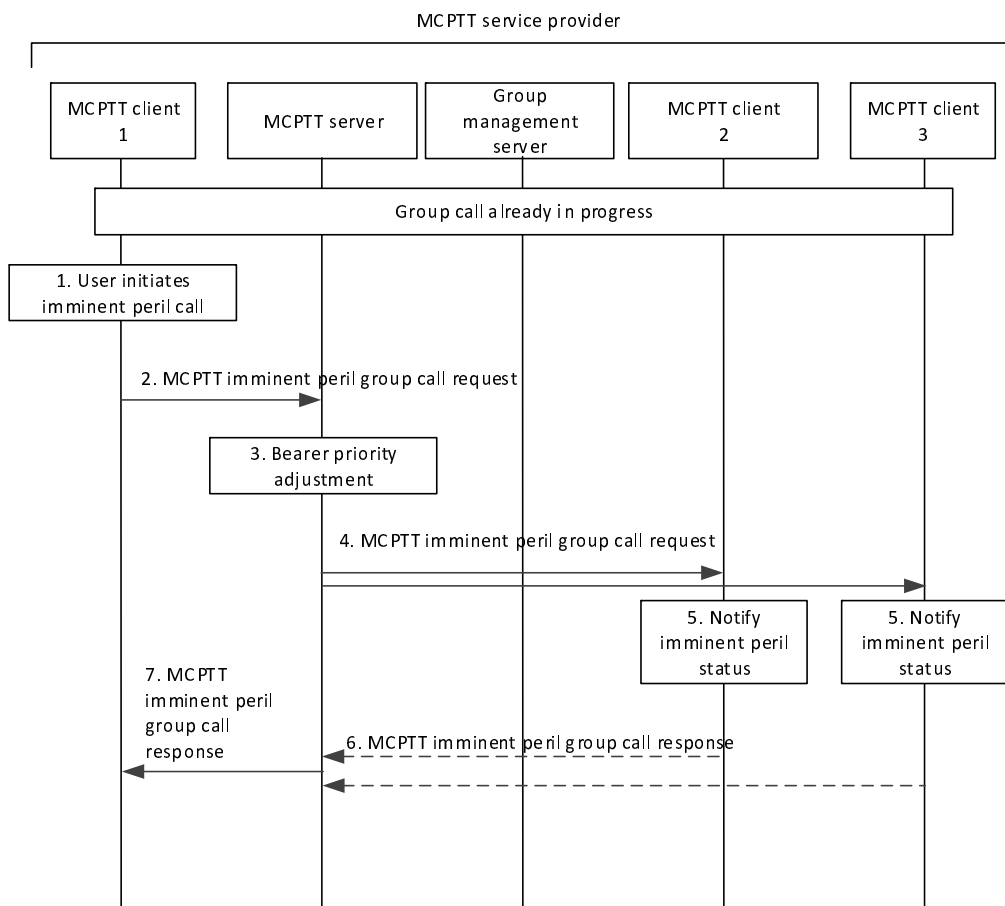 MCPTT service provider
MCPTT client
1
MCPTT server
Group
management
server
MCPTT client
2
MCPTT client
3
Group call already in progress
1. User initiates
imminent peril call
2. MCPTT imminent peril group call request
3. Bearer priority
adjustment
4. MCPTT imminent peril group call request
5. Notify
imminent peril
status
5. Notify
imminent peril
status
7. MCPTT
imminent peril
group call
response
6. MCPTT imminent peril group call response